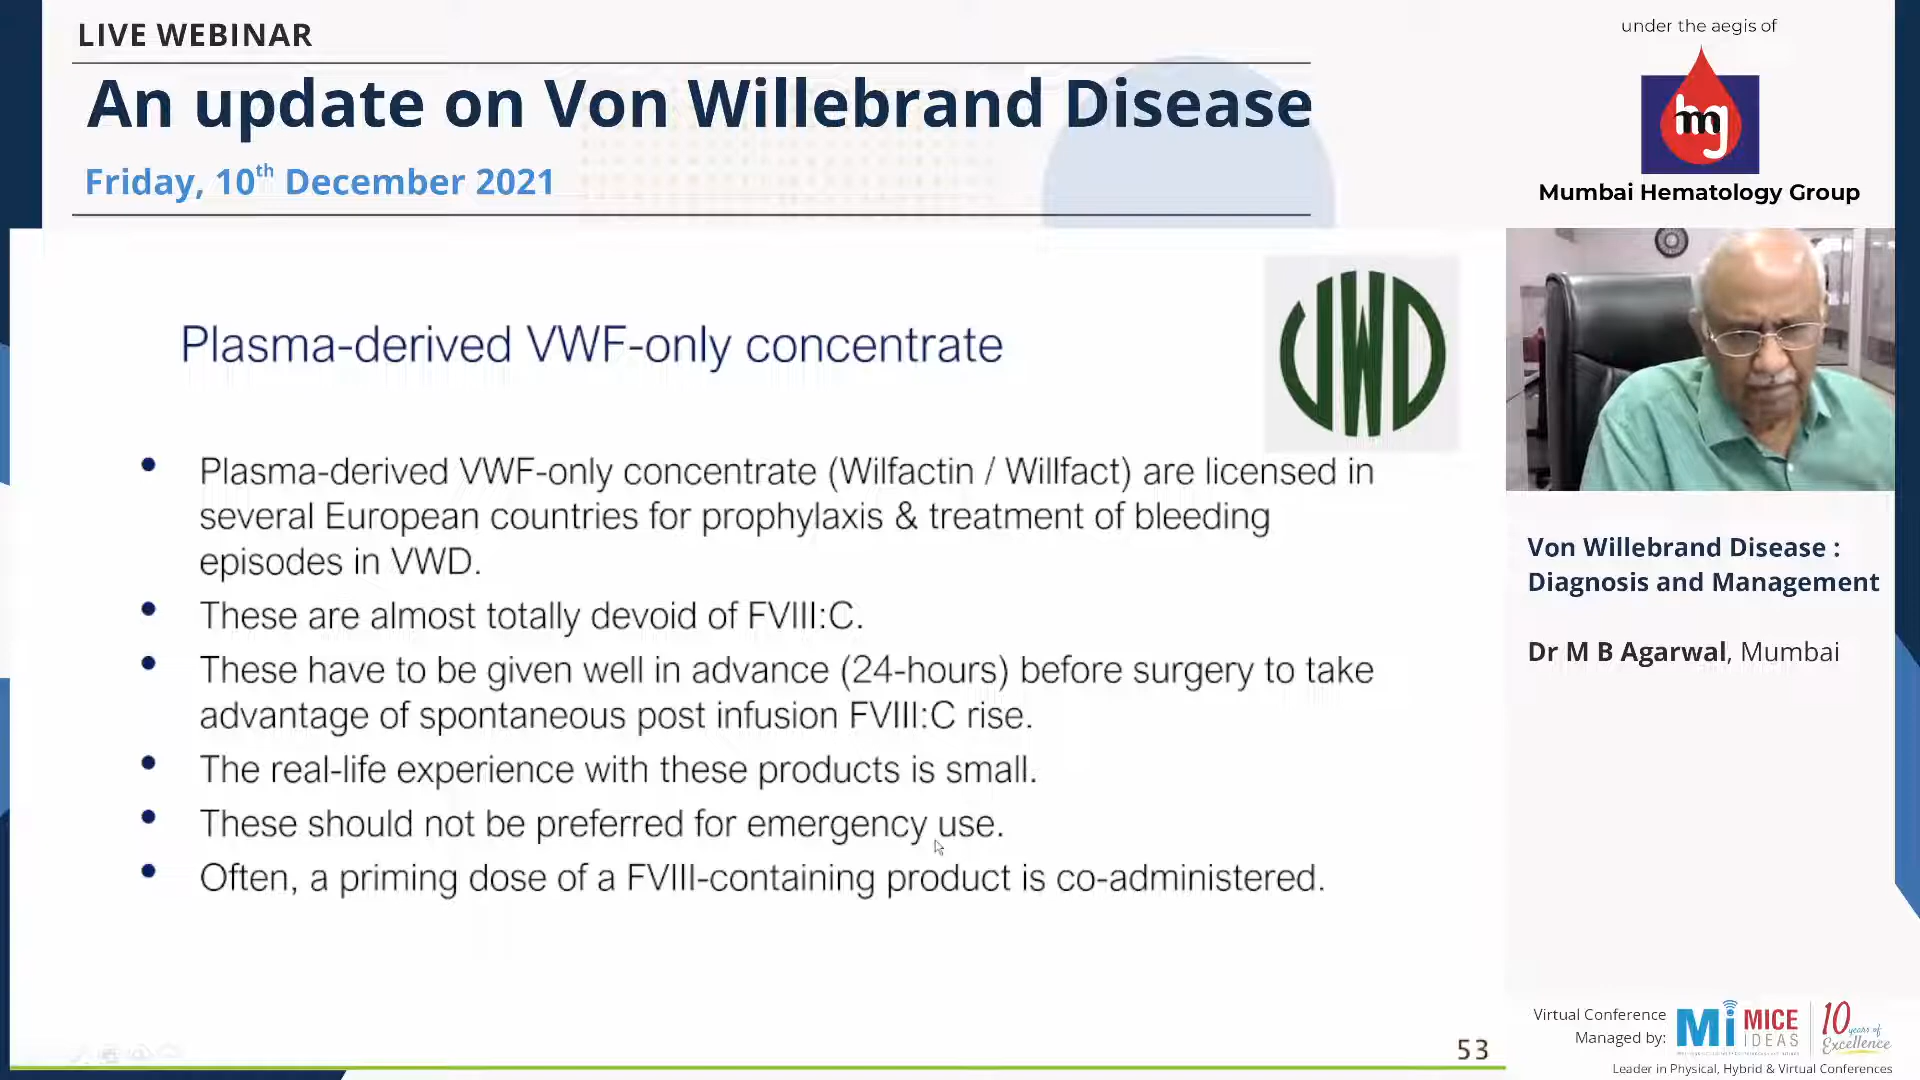 LIVE WEBINAR
An update on Von Willebrand Disease
Friday, 10th December 2021
under the aegis of
hmg
Mumbai Hematology Group
VWD
Plasma-derived VWF-only concentrate
• Plasma-derived VWF-only concentrate (Wilfactin / Willfact) are licensed in
several European countries for prophylaxis & treatment of bleeding
episodes in VWD.
• These are almost totally devoid of FVIII:C.
• These have to be given well in advance (24-hours) before surgery to take
advantage of spontaneous post infusion FVIII:C rise.
• The real-life experience with these products is small.
• These should not be preferred for emergency use.
• Often, a priming dose of a FVIII-containing product is co-administered.
53
Von Willebrand Disease :
Diagnosis and Management
Dr M B Agarwal, Mumbai
Virtual Conference
Managed by:
Mi MICE
IDEAS
10 years of
Excellence
Leader in Physical, Hybrid & Virtual Conferences